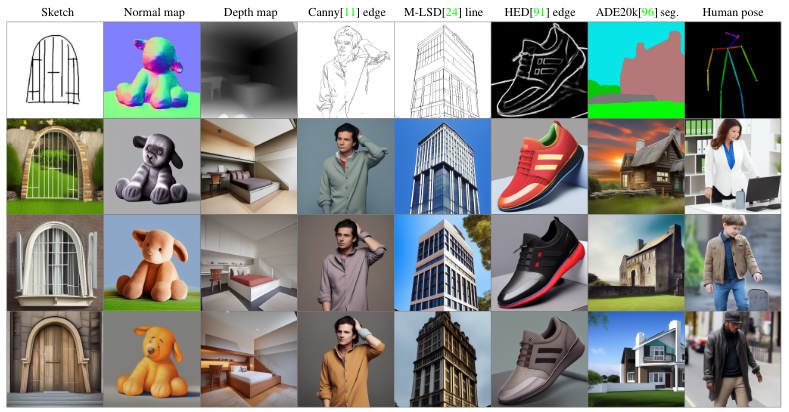 Sketch Normal map Depth map Canny[11] edge M-LSD[24] line HED[91] edge ADE20k[96] seg. Human pose